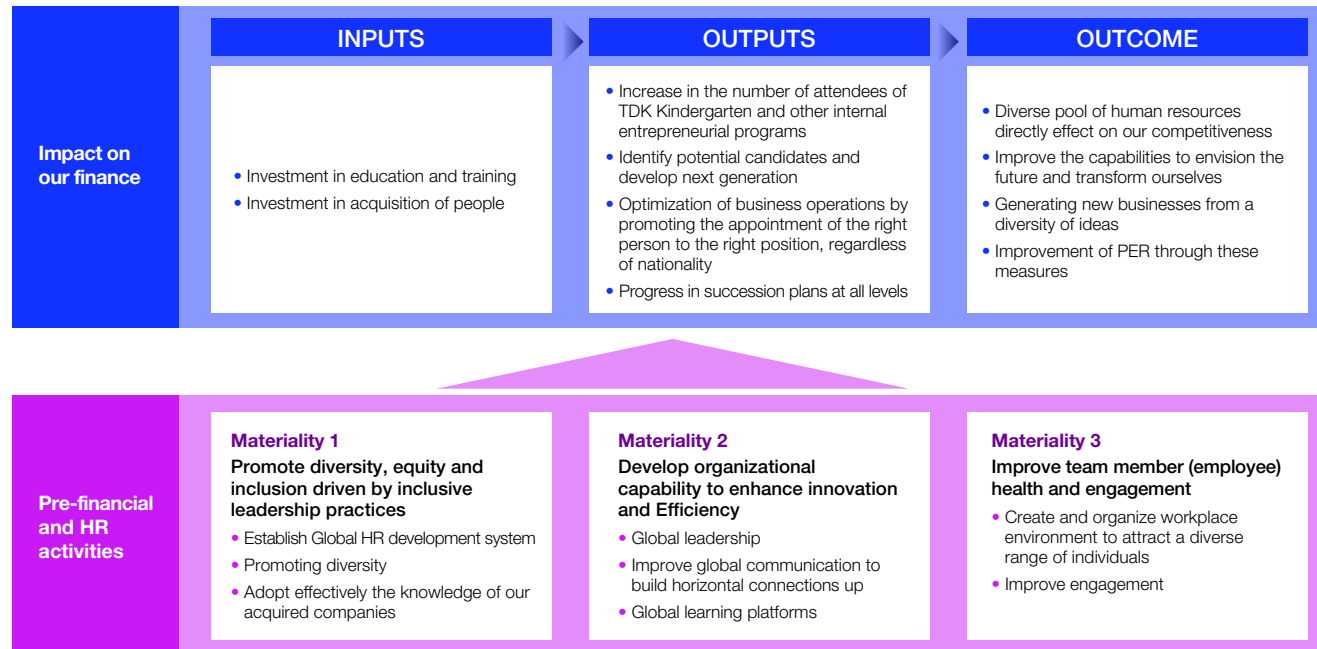 Impact on
our finance
INPUTS
• Investment in education and training
• Investment in acquisition of people
OUTPUTS
• Increase in the number of attendees of
TDK Kindergarten and other internal
entrepreneurial programs
• Identify potential candidates and
develop next generation
• Optimization of business operations by
promoting the appointment of the right
person to the right position, regardless
of nationality
• Progress in succession plans at all levels
OUTCOME
• Diverse pool of human resources
directly effect on our competitiveness
• Improve the capabilities to envision the
future and transform ourselves
• Generating new businesses from a
diversity of ideas
• Improvement of PER through these
measures
Pre-financial
and HR
activities
Materiality 1
Promote diversity, equity and
inclusion driven by inclusive
leadership practices
• Establish Global HR development system
• Promoting diversity
• Adopt effectively the knowledge of our
acquired companies
Materiality 2
Develop organizational
capability to enhance innovation
and Efficiency
• Global leadership
• Improve global communication to
build horizontal connections up
• Global learning platforms
Materiality 3
Improve team member (employee)
health and engagement
• Create and organize workplace
environment to attract a diverse
range of individuals
• Improve engagement